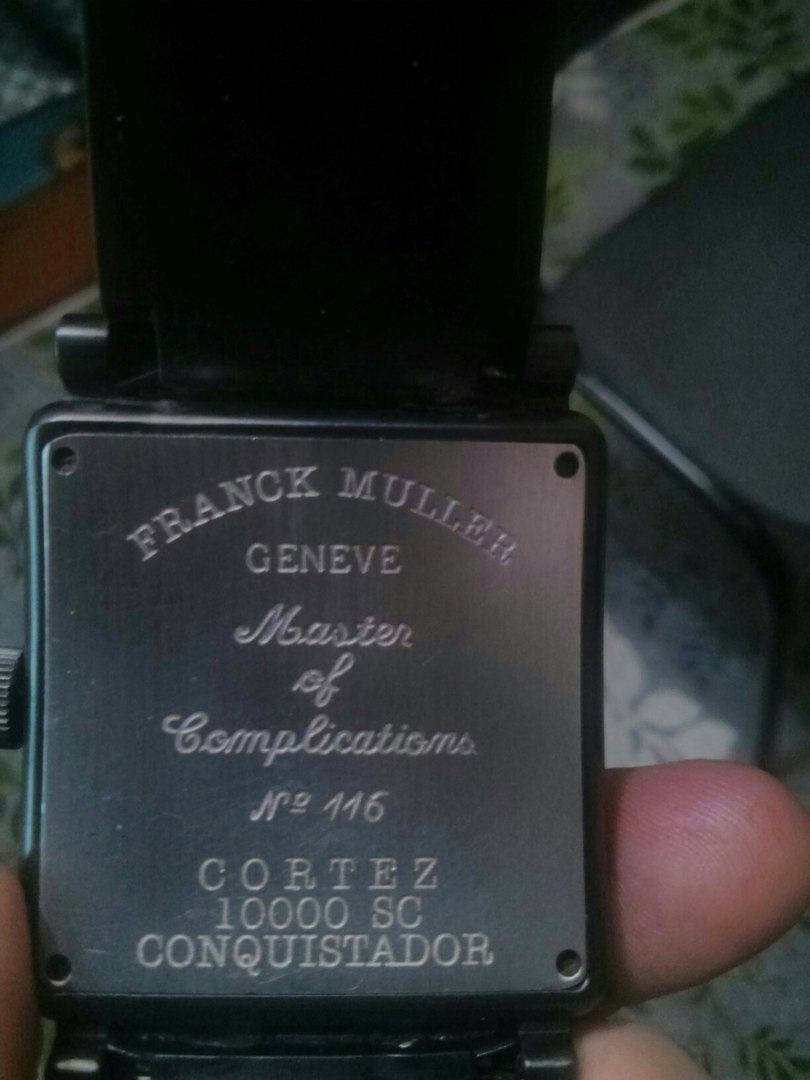 FRANCK MULLER
GENEVE
Master
of
Complications
Nº 116
CORTEZ
10000 SC
CONQUISTADOR